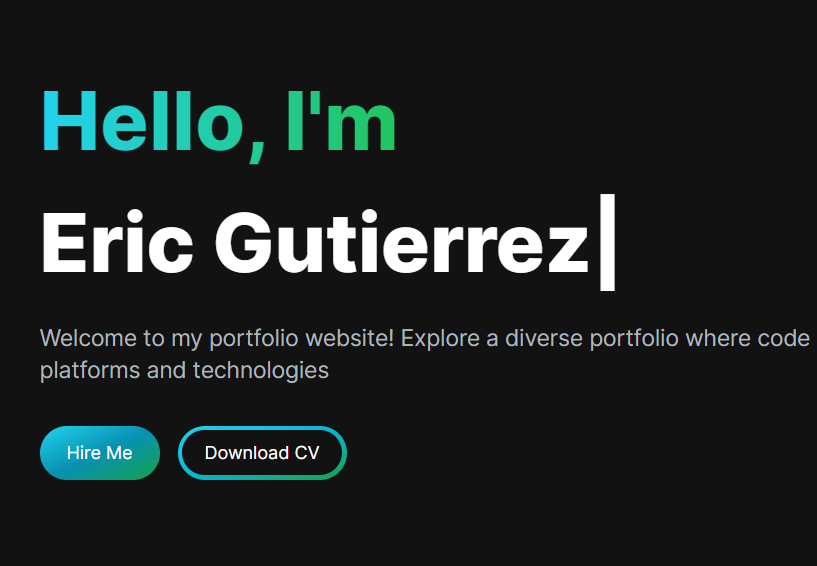 Hello, I'm
Eric Gutierrez|
Welcome to my portfolio website! Explore a diverse portfolio where code
platforms and technologies
Hire Me
Download CV